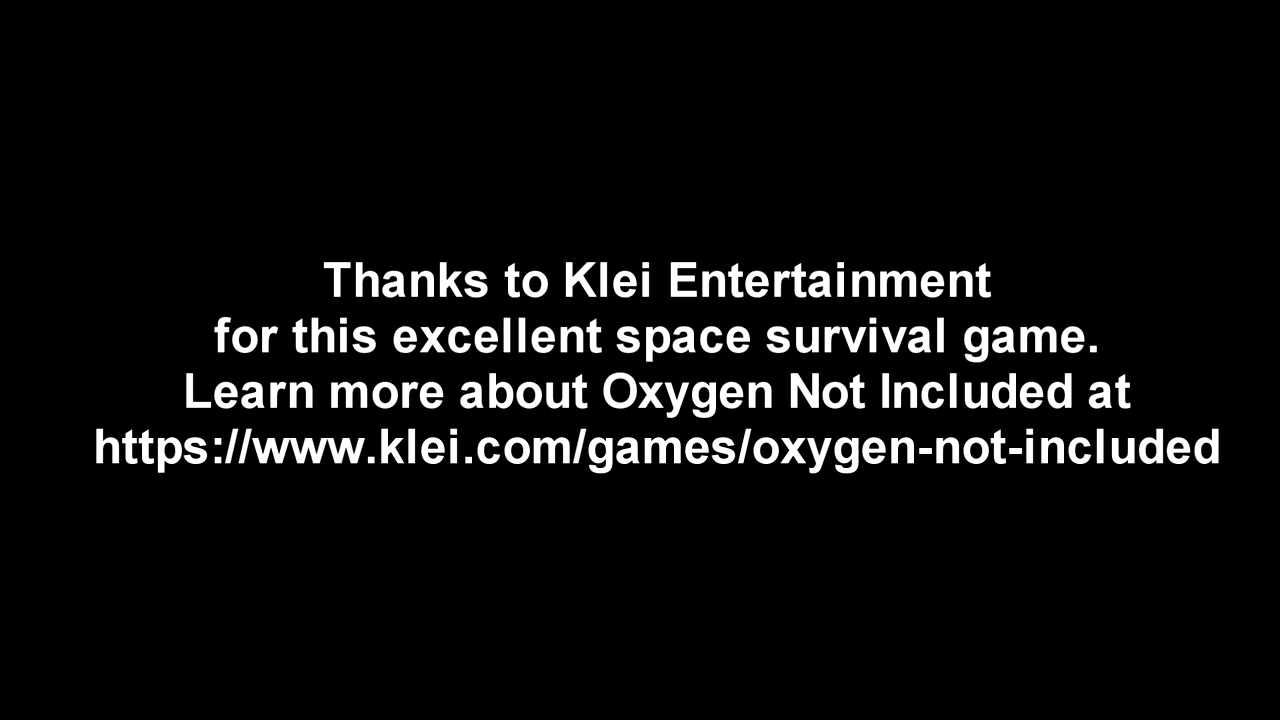 Thanks to Klei Entertainment
for this excellent space survival game.
Learn more about Oxygen Not Included at
https://www.klei.com/games/oxygen-not-included